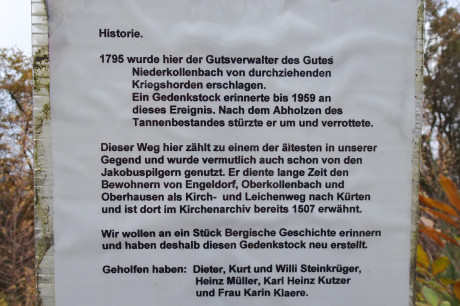 Historie.
1795 wurde hier der Gutsverwalter des Gutes
Niederkollenbach von durchziehenden
Kriegshorden erschlagen.
Ein Gedenkstock erinnerte bis 1959 an
dieses Ereignis. Nach dem Abholzen des
Tannenbestandes stürzte er um und verrottete.
Dieser Weg hier zählt zu einem der ältesten in unserer
Gegend und wurde vermutlich auch schon von den
Jakobuspilgern genutzt. Er diente lange Zeit den
Bewohnern von Engeldorf, Oberkollenbach und
Oberhausen als Kirch- und Leichenweg nach Kürten
und ist dort im Kirchenarchiv bereits 1507 erwähnt.
Wir wollen an ein Stück Bergische Geschichte erinnern
und haben deshalb diesen Gedenkstock neu erstellt.
Geholfen haben: Dieter, Kurt und Willi Steinkrüger,
Heinz Müller, Karl Heinz Kutzer
und Frau Karin Klaere.